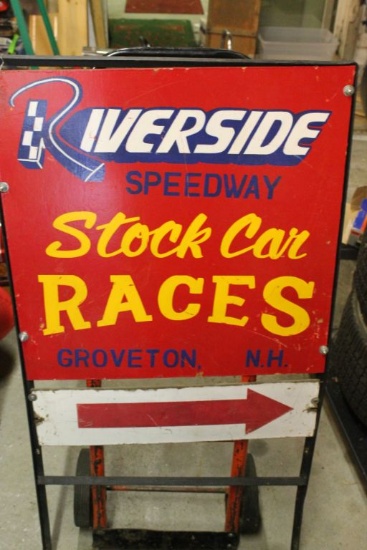 RIVERSIDE
SPEEDWAY
Stock Car
RACES
GROVETON, N.H.